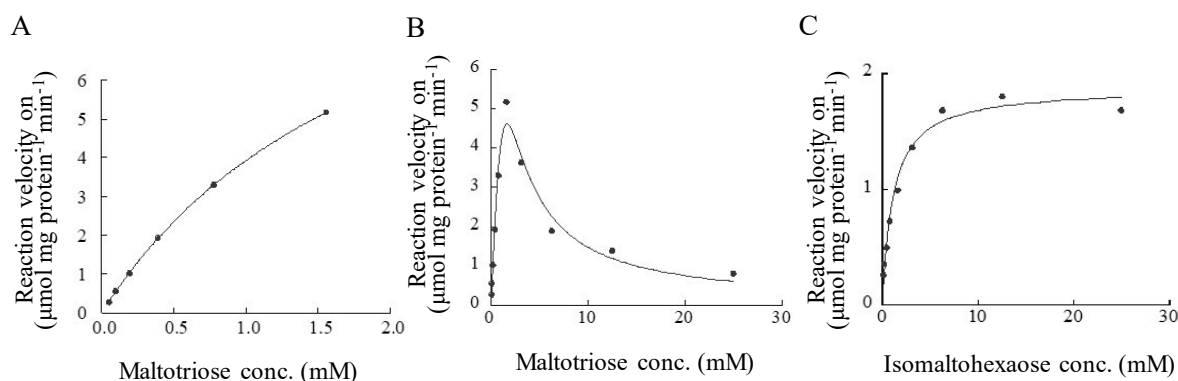 A
B
C
Reaction velocity on
(μmol mg protein-1 min-1)
6
5
4
3
2
1
0
0.0 0.5 1.0 1.5 2.0
Maltotriose conc. (mM)
Reaction velocity on
(μmol mg protein-1 min-1)
6
5
4
3
2
1
0
0 10 20 30
Maltotriose conc. (mM)
Reaction velocity on
(μmol mg protein-1 min-1)
2
1
0
0 10 20 30
Isomaltohexaose conc. (mM)